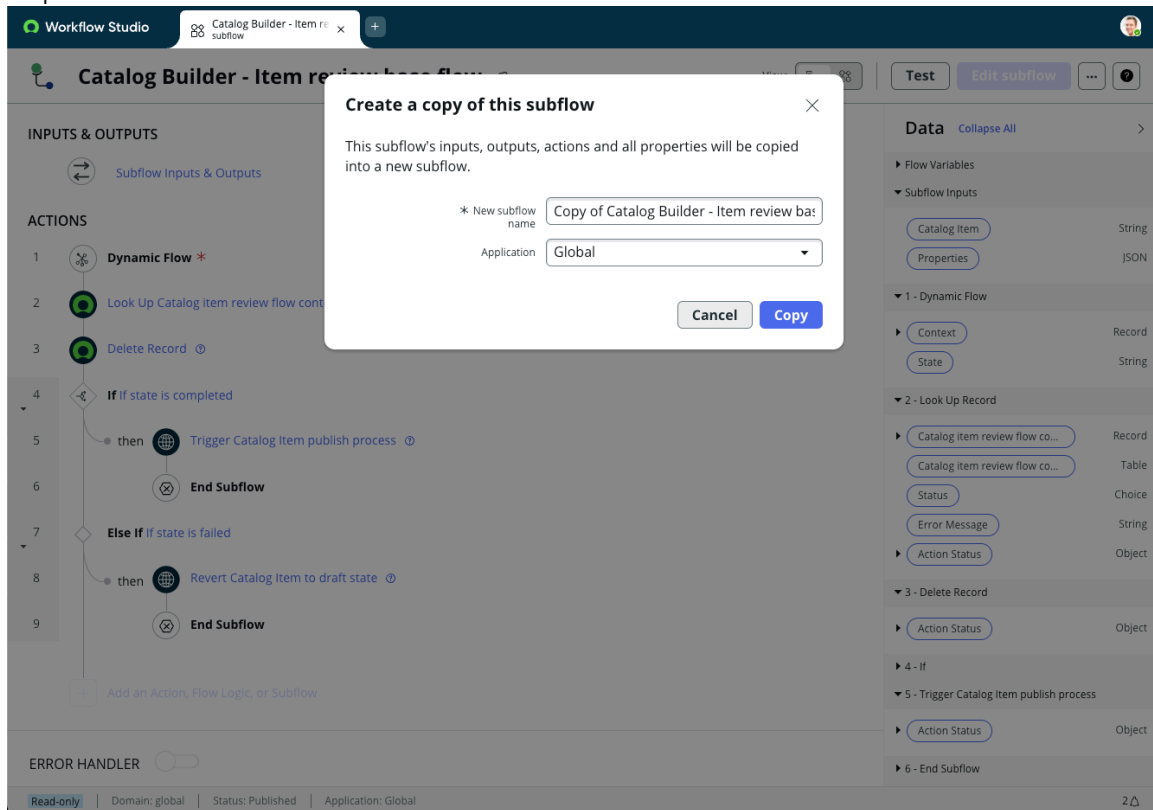 Workflow Studio
Catalog Builder - Item re
subflow
Catalog Builder - Item review base flow
Test
Edit subflow
Create a copy of this subflow
This subflow's inputs, outputs, actions and all properties will be copied
into a new subflow.
* New subflow
name
Copy of Catalog Builder - Item review bas
Application
Global
Cancel
Copy
INPUTS & OUTPUTS
Subflow Inputs & Outputs
ACTIONS
1 Dynamic Flow *
2 Look Up Catalog item review flow cont
3 Delete Record
4 If If state is completed
5 then Trigger Catalog Item publish process
6 End Subflow
7 Else If If state is failed
8 then Revert Catalog Item to draft state
9 End Subflow
+ Add an Action, Flow Logic, or Subflow
ERROR HANDLER
Data Collapse All
Flow Variables
Subflow Inputs
Catalog Item String
Properties JSON
1 - Dynamic Flow
Context Record
State String
2 - Look Up Record
Catalog item review flow co... Record
Catalog item review flow co... Table
Status Choice
Error Message String
Action Status Object
3 - Delete Record
Action Status Object
4 - If
5 - Trigger Catalog Item publish process
Action Status Object
6 - End Subflow
Read-only | Domain: global | Status: Published | Application: Global
2